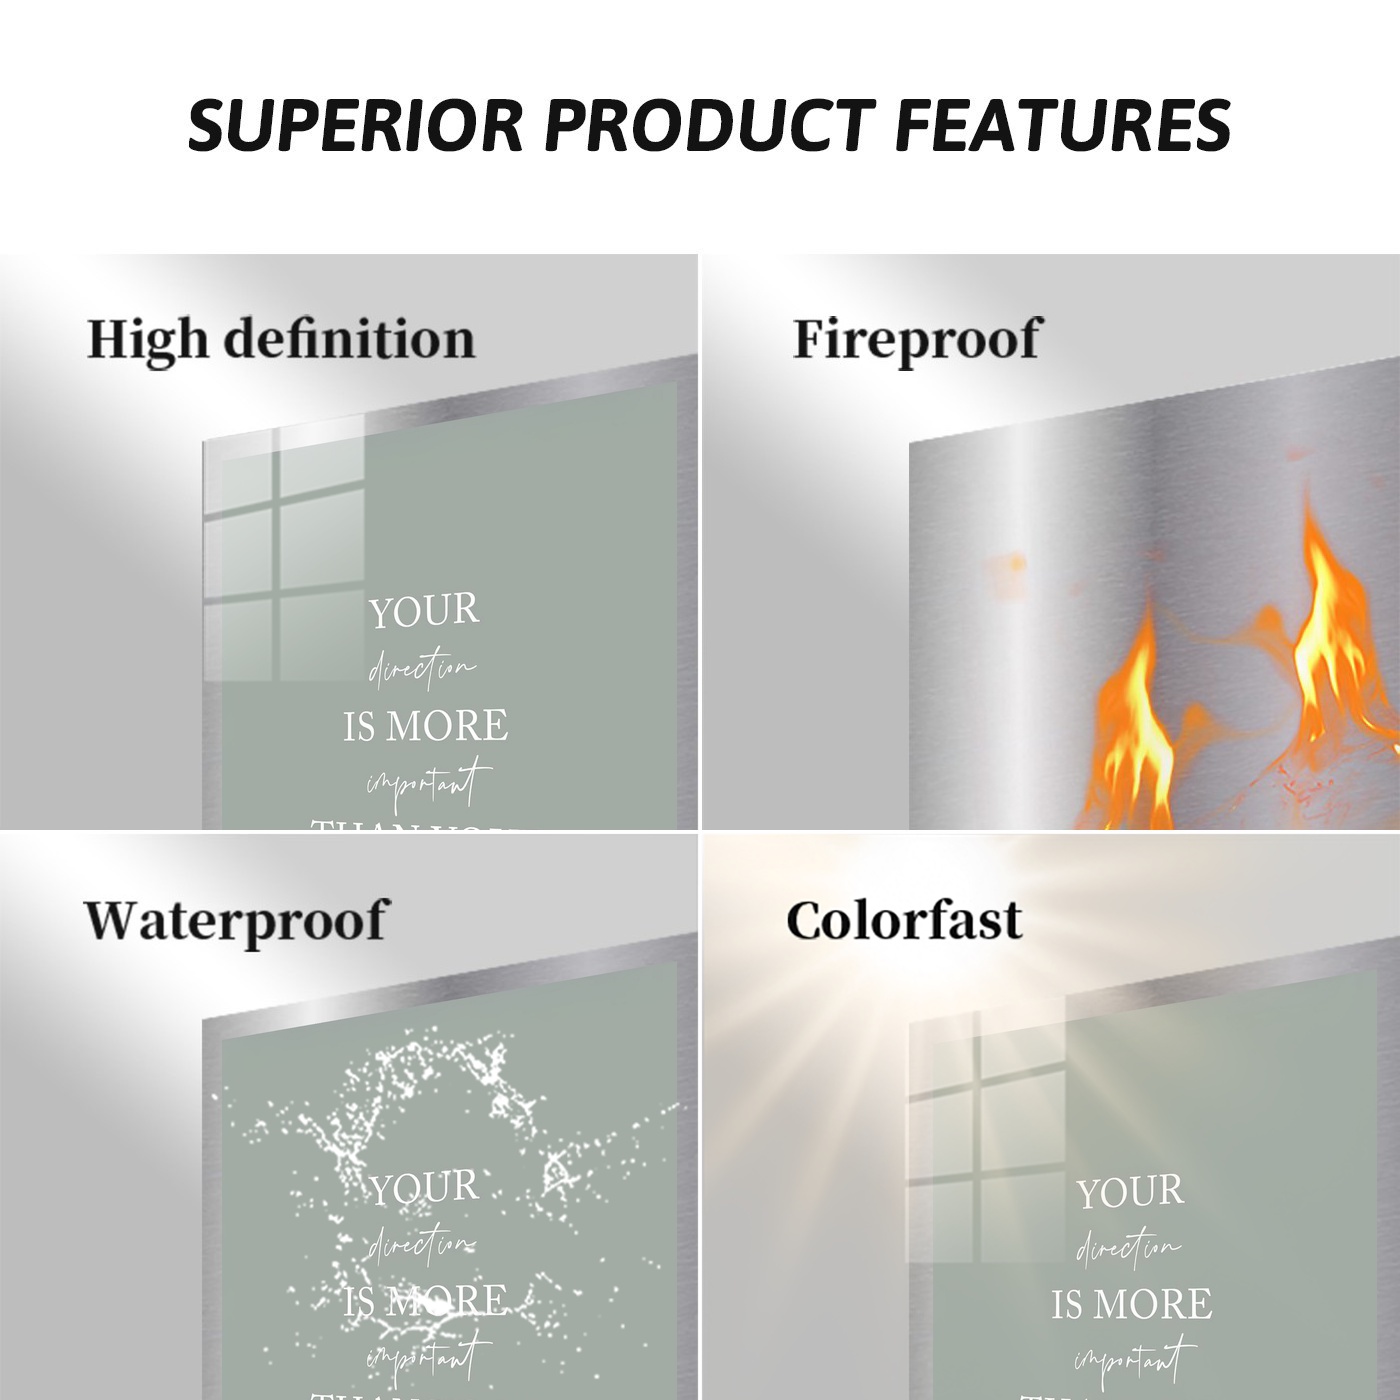 SUPERIOR PRODUCT FEATURES
High definition
YOUR
direction
IS MORE
important
Fireproof
Waterproof
YOUR
direction
IS MORE
important
Colorfast
YOUR
direction
IS MORE
important